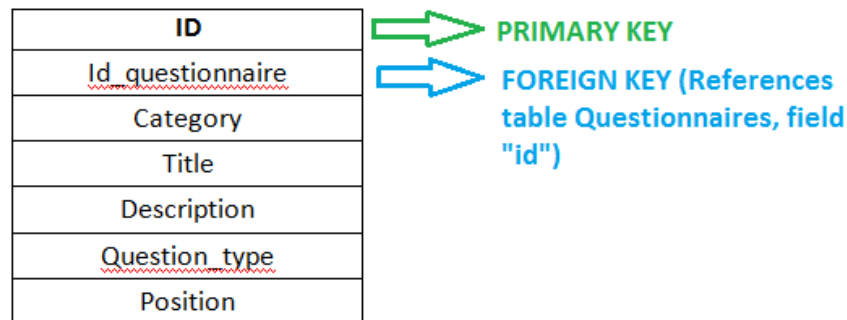 ID
PRIMARY KEY
Id_questionnaire
FOREIGN KEY (References
table Questionnaires, field
"id")
Category
Title
Description
Question_type
Position